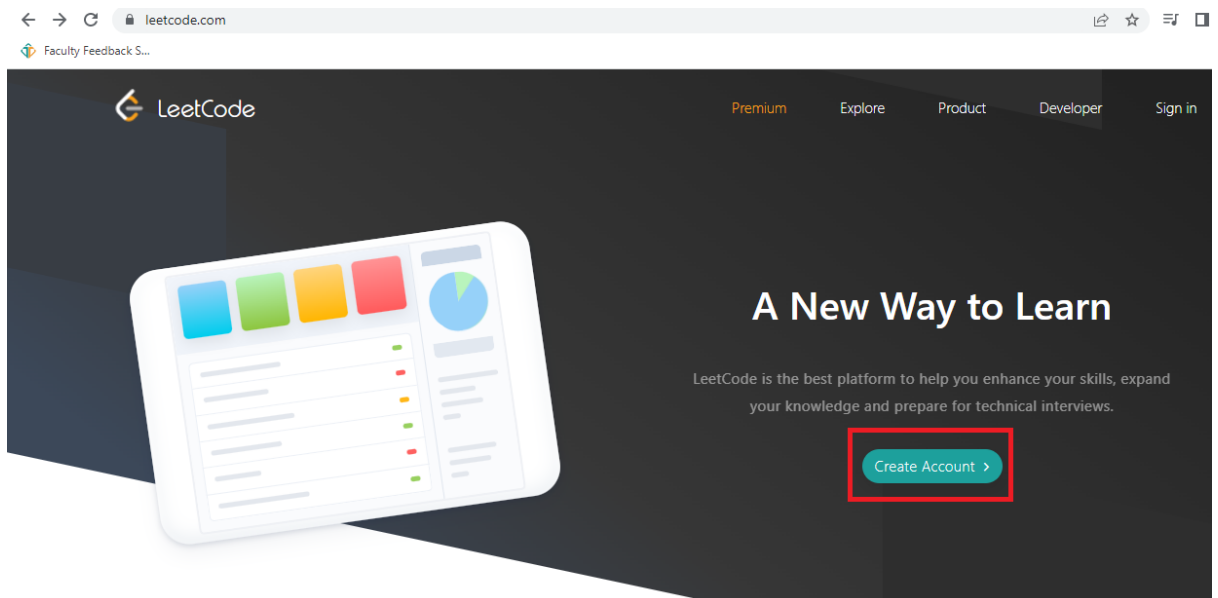 leetcode.com
Faculty Feedback S...
LeetCode
Premium Explore Product Developer Sign in
A New Way to Learn
LeetCode is the best platform to help you enhance your skills, expand
your knowledge and prepare for technical interviews.
Create Account >